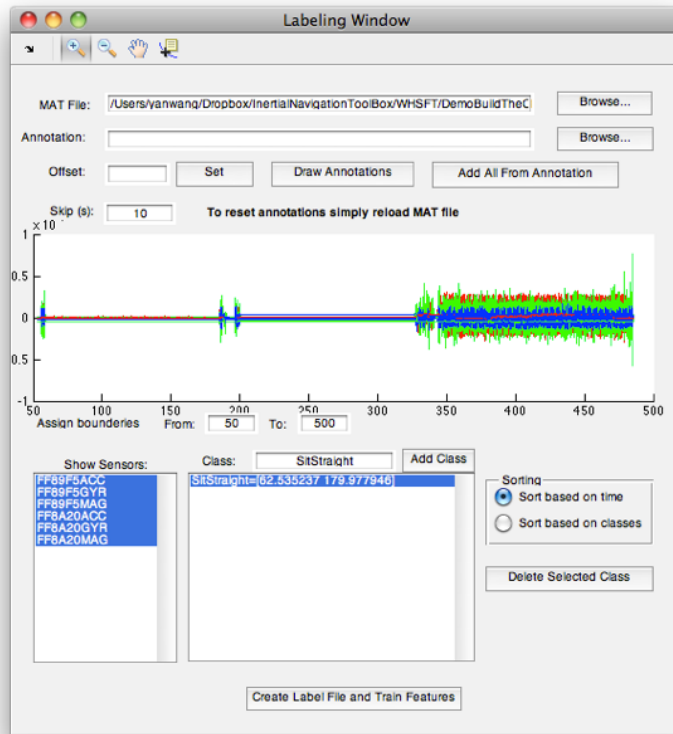 Labeling Window
MAT File: /Users/yanwang/Dropbox/InertialNavigationToolBox/WHSFT/DemoBuildTheC Browse...
Annotation: Browse...
Offset: Set Draw Annotations Add All From Annotation
Skip (s): 10 To reset annotations simply reload MAT file
x 10
1
0.5
0
0.5
-1
50 100 150 200 250 300 350 400 450 500
Assign bounderies From: 50 To: 500
Show Sensors: Class: SitStraight Add Class
FF89F5ACC
FF89F5GYR
FF89F5MAG
FF8A20ACC
FF8A20GYR
FF8A20MAG
SitStraight=[62.535237 179.977946]
Sorting
Sort based on time
Sort based on classes
Delete Selected Class
Create Label File and Train Features